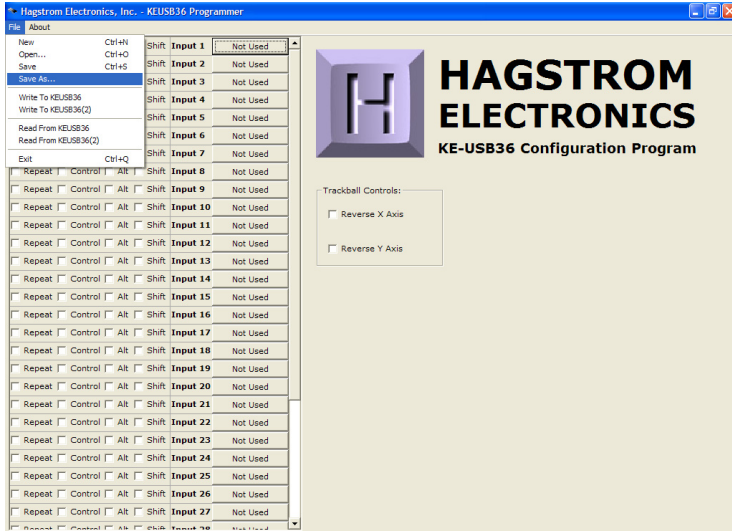 Hagstrom Electronics, Inc. - KEUSB36 Programmer
File About
New Ctrl+N
Open... Ctrl+O
Save Ctrl+S
Save As...
Write To KEUSB36
Write To KEUSB36(2)
Read From KEUSB36
Read From KEUSB36(2)
Exit Ctrl+Q
Shift Input 1 Not Used
Shift Input 2 Not Used
Shift Input 3 Not Used
Shift Input 4 Not Used
Shift Input 5 Not Used
Shift Input 6 Not Used
Shift Input 7 Not Used
Repeat Control Alt Shift Input 8 Not Used
Repeat Control Alt Shift Input 9 Not Used
Repeat Control Alt Shift Input 10 Not Used
Repeat Control Alt Shift Input 11 Not Used
Repeat Control Alt Shift Input 12 Not Used
Repeat Control Alt Shift Input 13 Not Used
Repeat Control Alt Shift Input 14 Not Used
Repeat Control Alt Shift Input 15 Not Used
Repeat Control Alt Shift Input 16 Not Used
Repeat Control Alt Shift Input 17 Not Used
Repeat Control Alt Shift Input 18 Not Used
Repeat Control Alt Shift Input 19 Not Used
Repeat Control Alt Shift Input 20 Not Used
Repeat Control Alt Shift Input 21 Not Used
Repeat Control Alt Shift Input 22 Not Used
Repeat Control Alt Shift Input 23 Not Used
Repeat Control Alt Shift Input 24 Not Used
Repeat Control Alt Shift Input 25 Not Used
Repeat Control Alt Shift Input 26 Not Used
Repeat Control Alt Shift Input 27 Not Used
Repeat Control Alt Shift Input 28 Not Used
H
HAGSTROM
ELECTRONICS
KE-USB36 Configuration Program
Trackball Controls:
Reverse X Axis
Reverse Y Axis